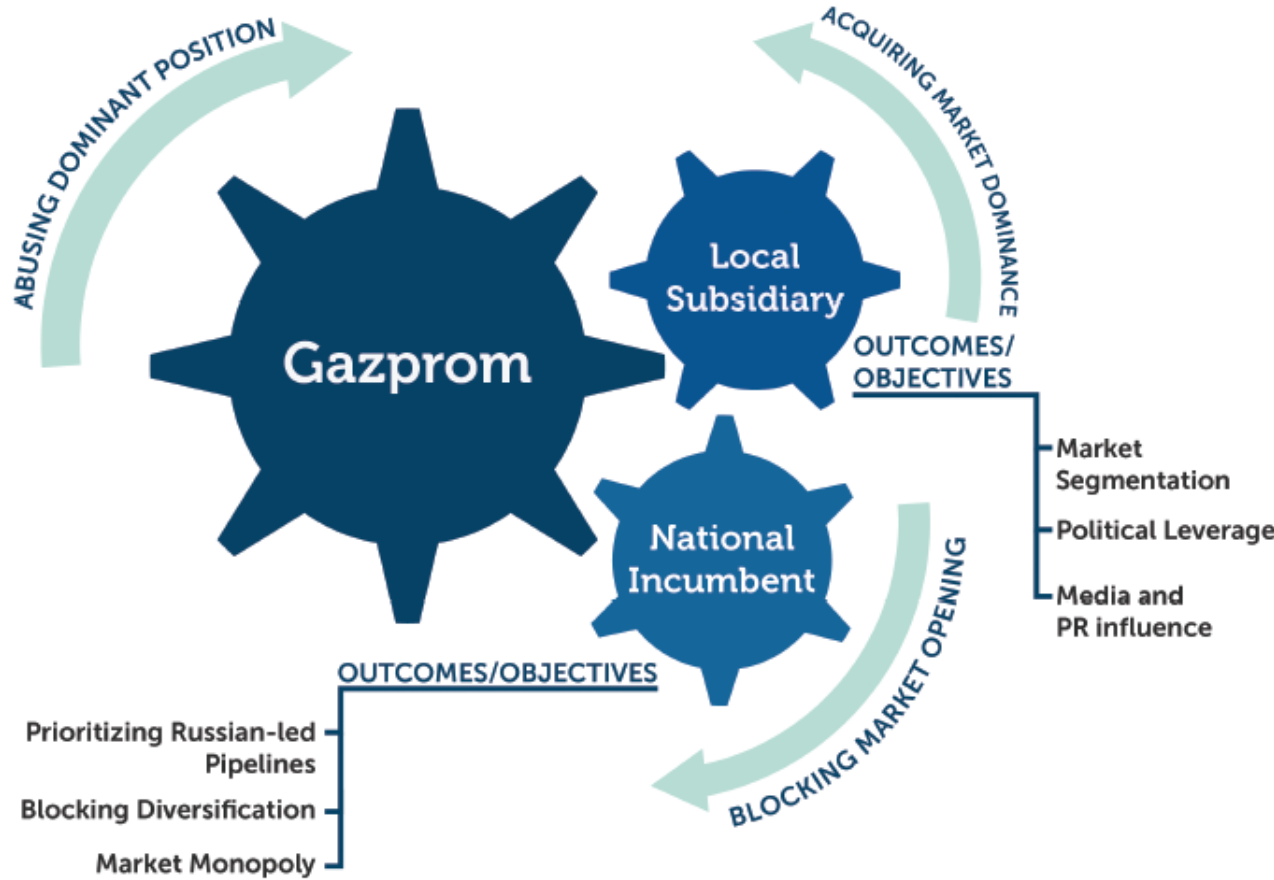 ABUSING DOMINANT POSITION
ACQUIRING MARKET DOMINANCE
Local
Subsidiary
Gazprom
OUTCOMES/
OBJECTIVES
Market
Segmentation
Political Leverage
Media and
PR influence
National
Incumbent
BLOCKING MARKET OPENING
OUTCOMES/OBJECTIVES
Prioritizing Russian-led
Pipelines
Blocking Diversification
Market Monopoly